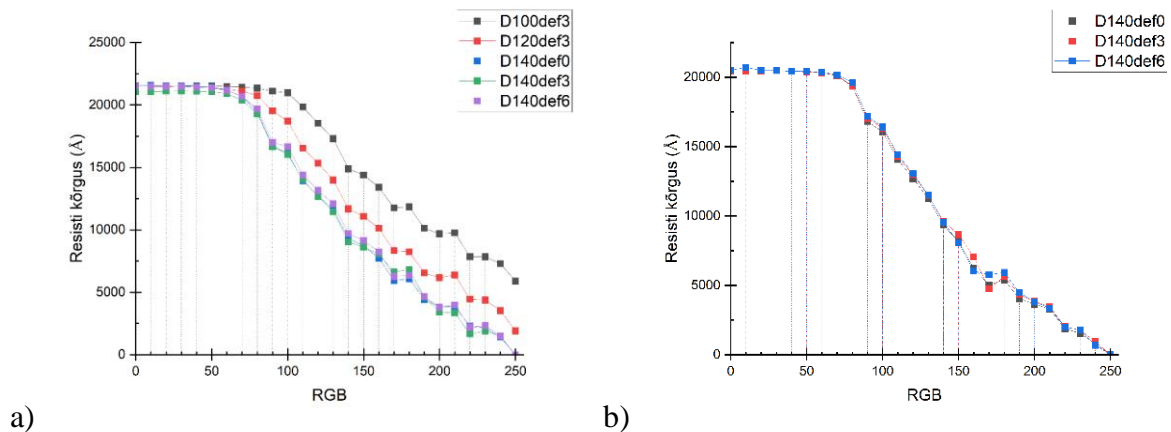 D100def3
D120def3
D140def0
D140def3
D140def6
25000
20000
15000
10000
5000
0
Resisti kõrgus (Å)
0 50 100 150 200 250
RGB
a)
D140def0
D140def3
D140def6
20000
15000
10000
5000
0
Resisti kõrgus (Å)
0 50 100 150 200 250
RGB
b)